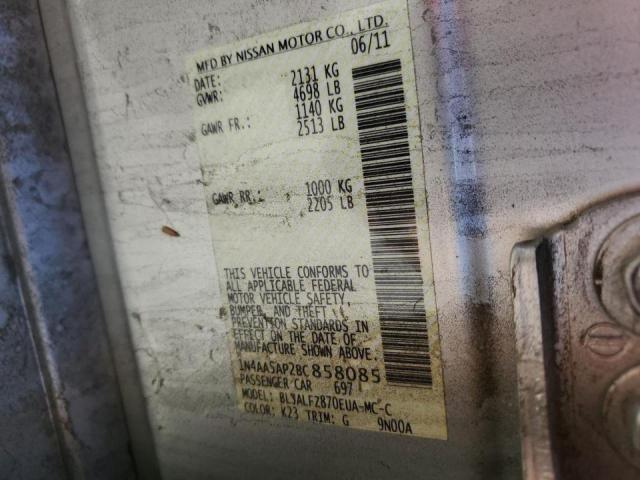 MFD BY NISSAN MOTOR CO., LTD.
DATE: 06/11
GVWR: 2131 KG
4698 LB
GAWR FR.: 1140 KG
2513 LB
GAWR RR.: 1000 KG
2205 LB
THIS VEHICLE CONFORMS TO
ALL APPLICABLE FEDERAL
MOTOR VEHICLE SAFETY,
BUMPER, AND THEFT
PREVENTION STANDARDS IN
EFFECT ON THE DATE OF
MANUFACTURE SHOWN ABOVE.
1N4AA5AP2BC858085
PASSENGER CAR 697
MODEL: BL3ALFZ870EUA-MC-C
COLOR: K23 TRIM: G 9N00A